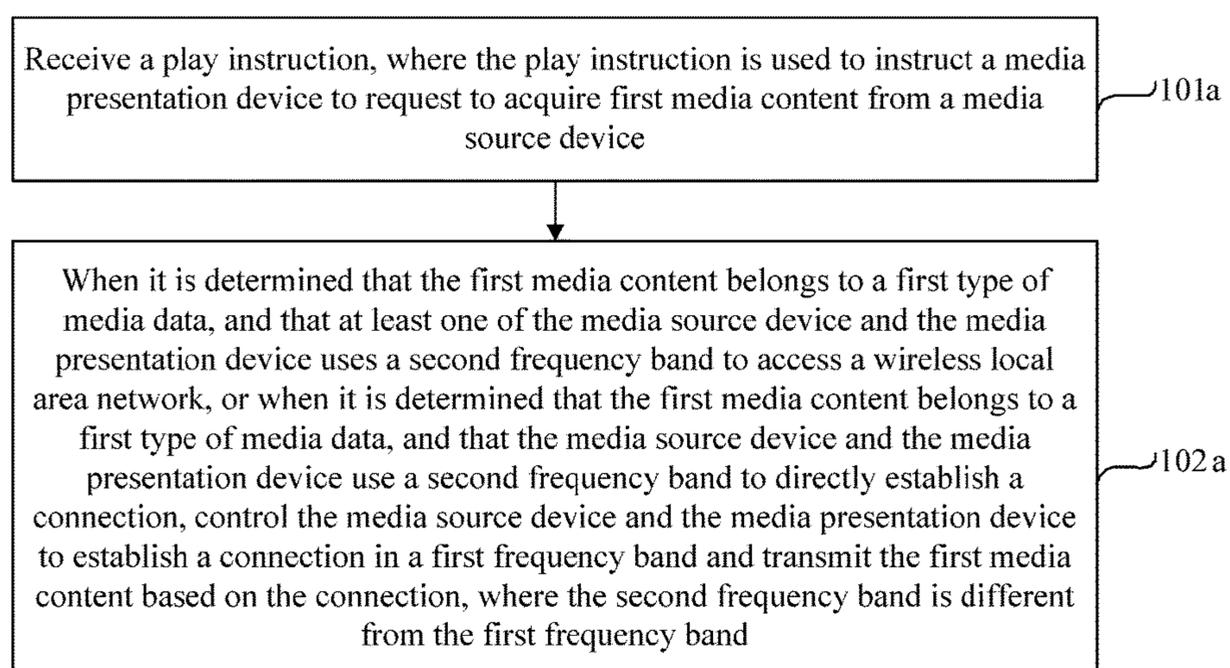 Receive a play instruction, where the play instruction is used to instruct a media
presentation device to request to acquire first media content from a media
source device
101a
When it is determined that the first media content belongs to a first type of
media data, and that at least one of the media source device and the media
presentation device uses a second frequency band to access a wireless local
area network, or when it is determined that the first media content belongs to a
first type of media data, and that the media source device and the media
presentation device use a second frequency band to directly establish a
connection, control the media source device and the media presentation device
to establish a connection in a first frequency band and transmit the first media
content based on the connection, where the second frequency band is different
from the first frequency band
102a